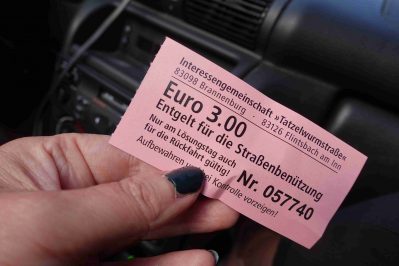 Interessengemeinschaft »Tatzelwurmstraße«
83098 Brannenburg - 83126 Flintsbach am Inn
Euro 3.00
Entgelt für die Straßenbenützung
Nur am Lösungstag auch
für die Rückfahrt gültig! Nr. 057740
Aufbewahren Kontrolle vorzeigen!